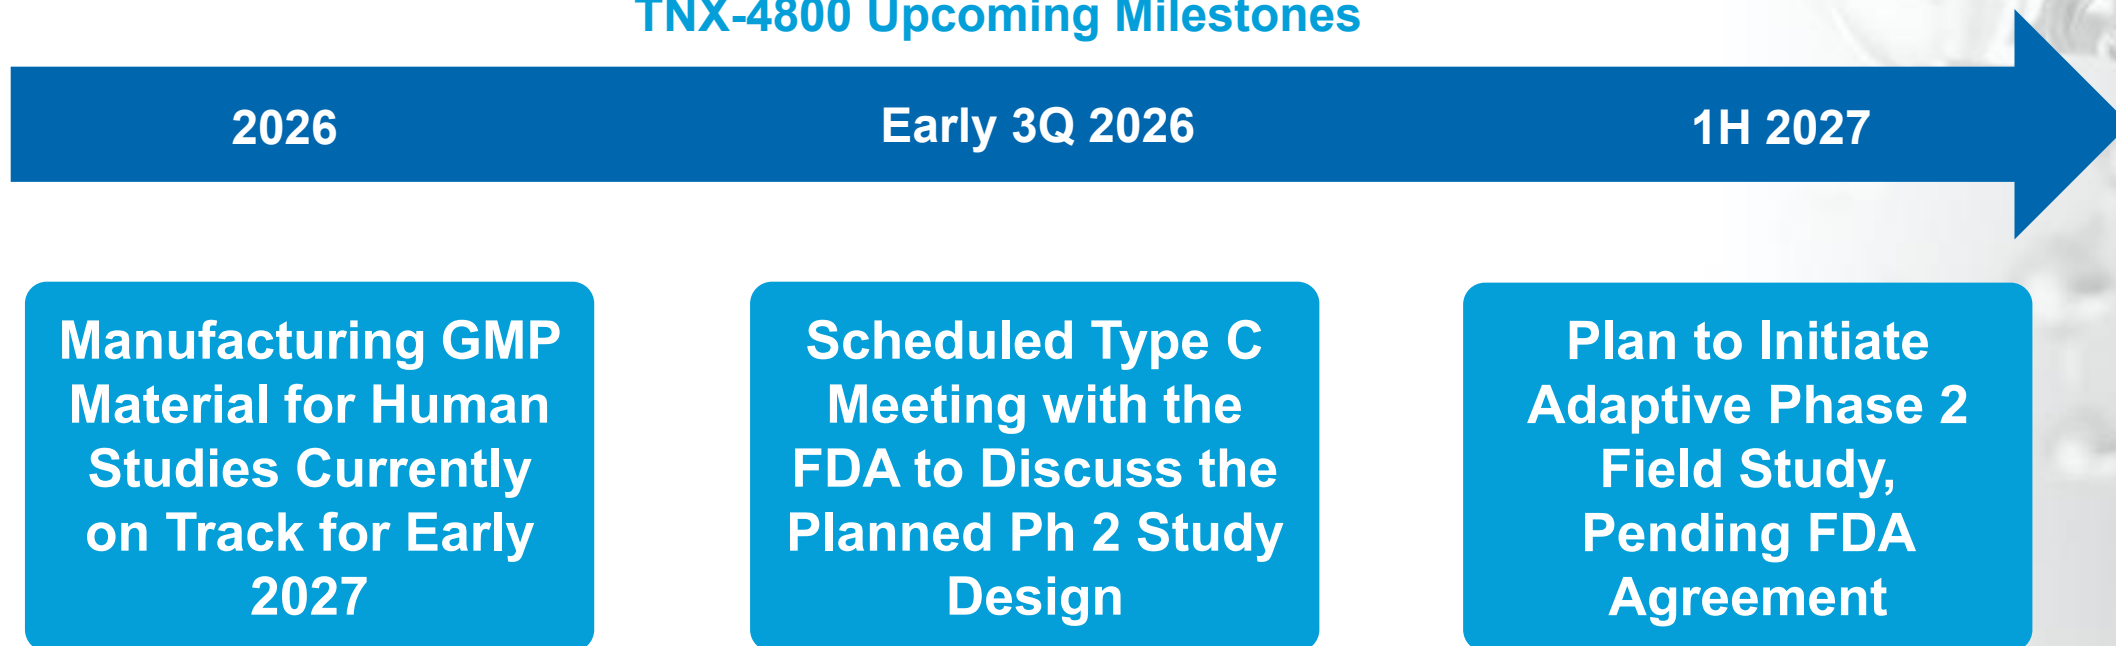 TNX-4800 Upcoming Milestones
2026
Early 3Q 2026
1H 2027
Manufacturing GMP
Material for Human
Studies Currently
on Track for Early
2027
Scheduled Type C
Meeting with the
FDA to Discuss the
Planned Ph 2 Study
Design
Plan to Initiate
Adaptive Phase 2
Field Study,
Pending FDA
Agreement